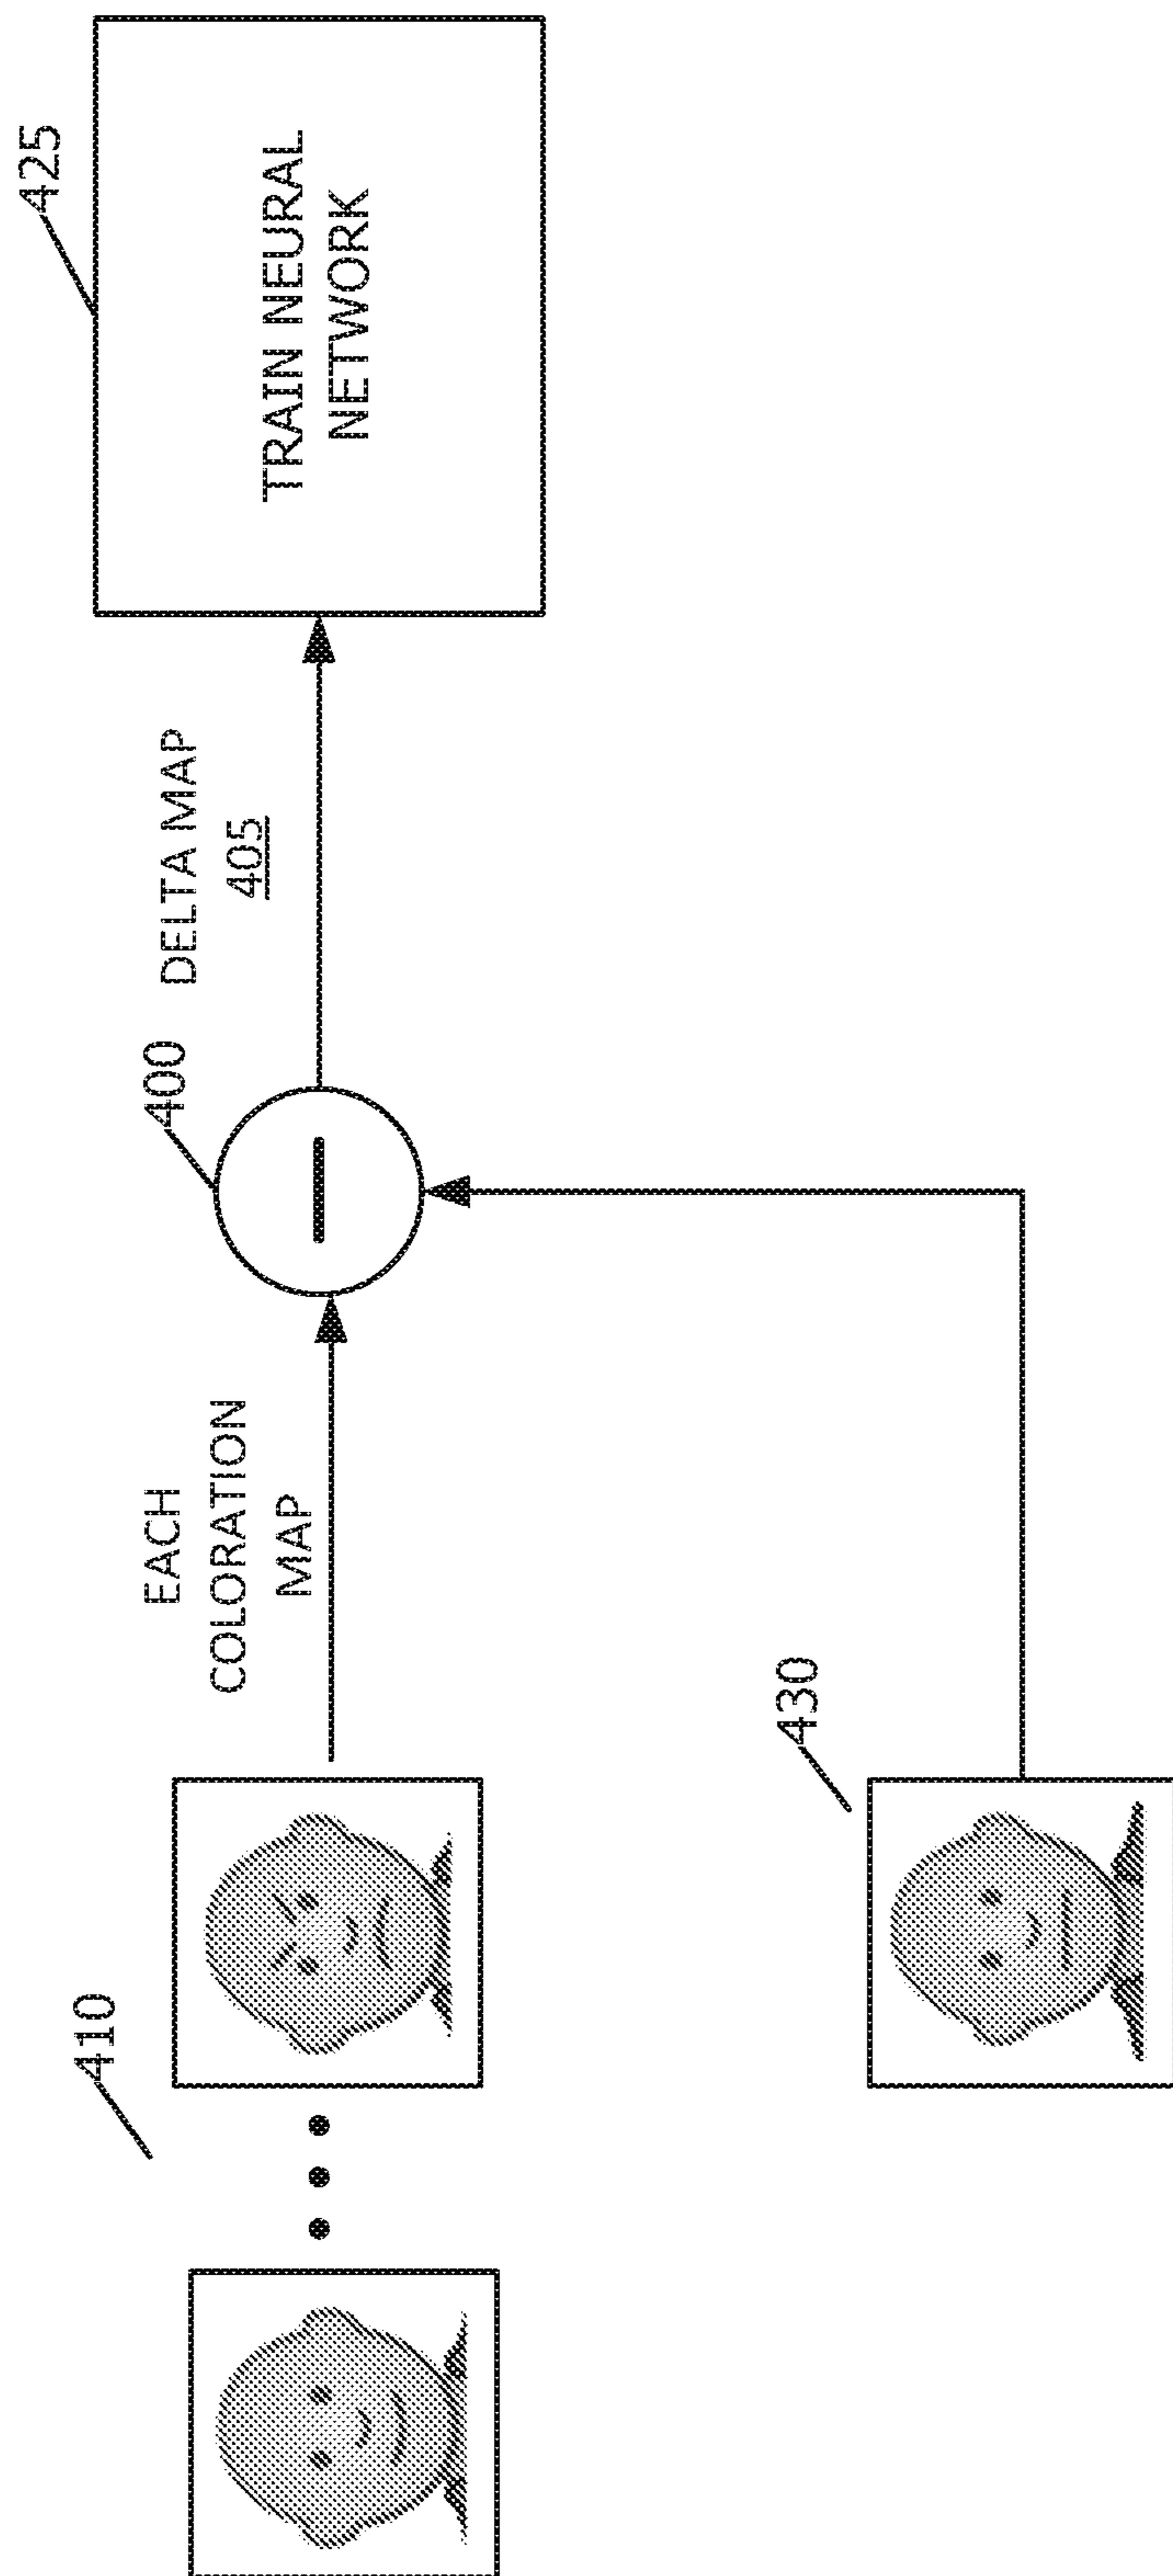 410
EACH
COLORATION
MAP
400
DELTA MAP
405
425
TRAIN NEURAL
NETWORK
430